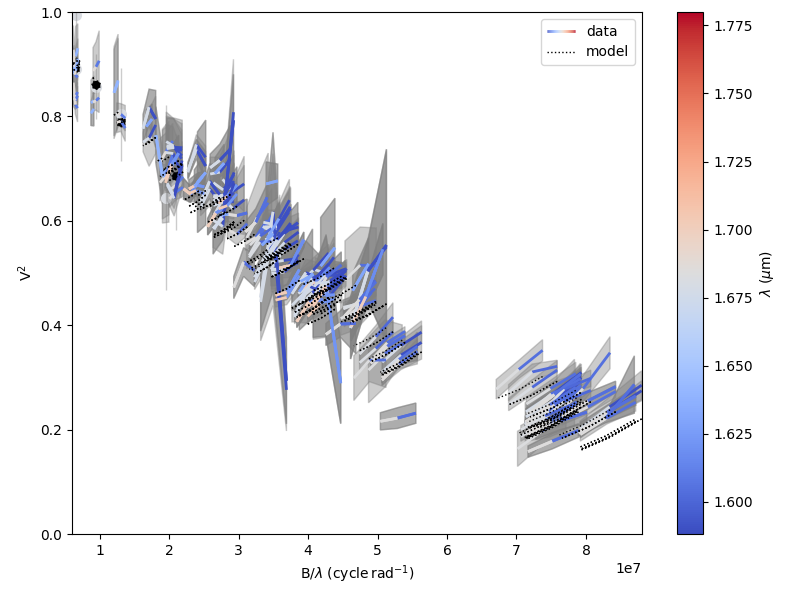 1.0
0.8
0.6
0.4
0.2
0.0
V²
1 2 3 4 5 6 7 8
1e7
B/λ (cycle rad⁻¹)
data
model
1.775
1.750
1.725
1.700
1.675
1.650
1.625
1.600
λ (μm)